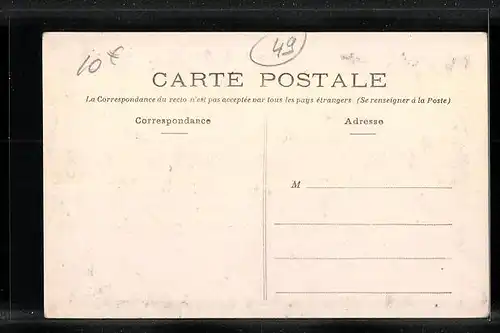 10€
49
CARTE POSTALE
La Correspondance du recto n'est pas acceptée par tous les pays étrangers (Se renseigner à la Poste)
Correspondance
Adresse
M